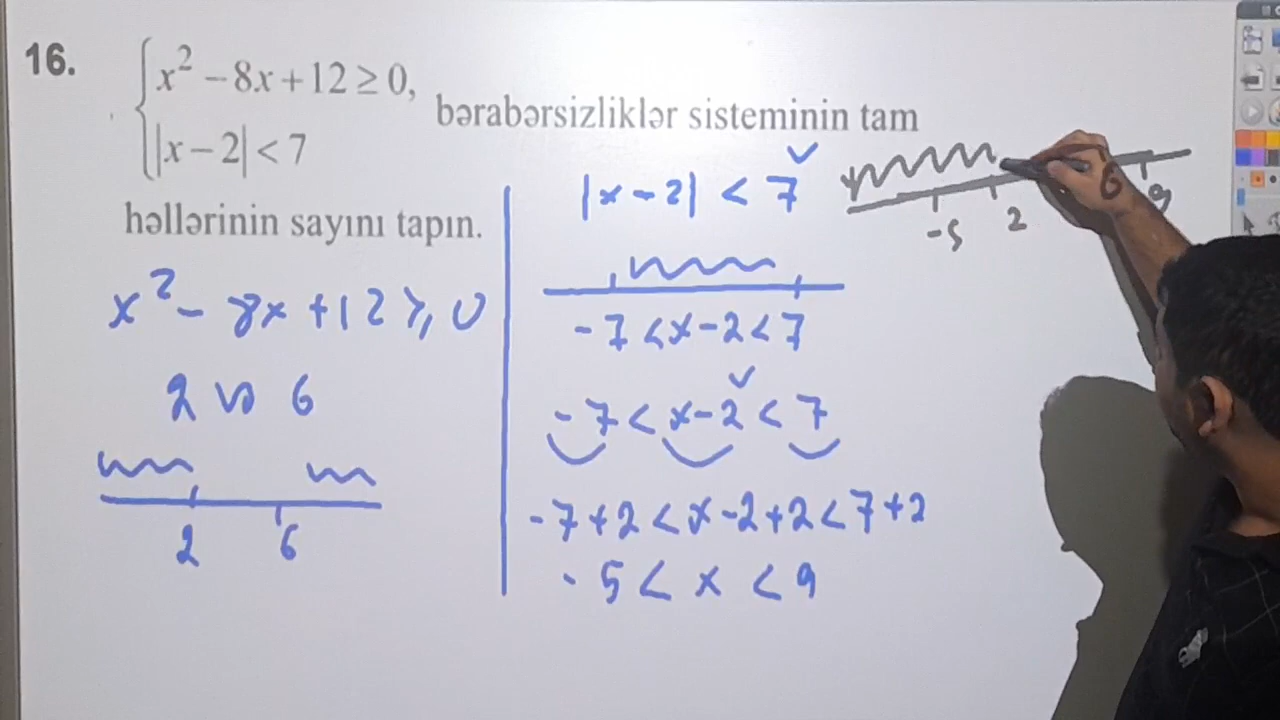 16. { x² − 8x + 12 ≥ 0,
|x − 2| < 7
bərabərsizliklər sisteminin tam
həllərinin sayını tapın.
x² - 8x + 12 ≥ 0
2 və 6
2 6
|x - 2| < 7
-7 < x - 2 < 7
-7 < x - 2 < 7
-7 + 2 < x - 2 + 2 < 7 + 2
-5 < x < 9
-5 2 6 9